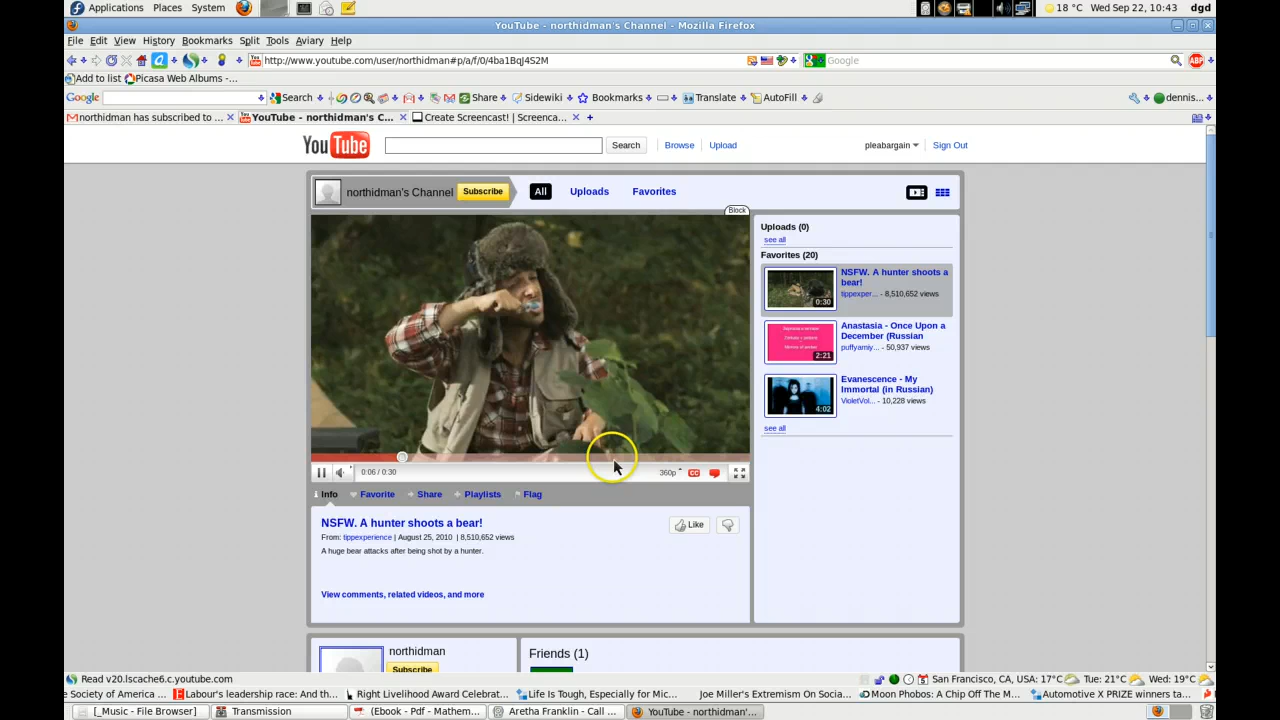 Applications Places System 18 °C Wed Sep 22, 10:43 dgd
YouTube - northidman's Channel - Mozilla Firefox
File Edit View History Bookmarks Split Tools Aviary Help
http://www.youtube.com/user/northidman#p/a/f/0/4ba1BqJ4S2M Google ABP
Add to list Picasa Web Albums -...
Google Search Share Sidewiki Bookmarks Translate AutoFill dennis...
northidman has subscribed to ... YouTube - northidman's C... Create Screencast! | Screenca...
YouTube Search Browse Upload pleabargain Sign Out
northidman's Channel Subscribe All Uploads Favorites
Block
Uploads (0)
see all
Favorites (20)
NSFW. A hunter shoots a
bear!
tippexper... - 8,510,652 views
0:30
Anastasia - Once Upon a
December (Russian
puffyamiy... - 50,937 views
2:21
Evanescence - My
Immortal (in Russian)
VioletVol... - 10,228 views
4:02
see all
0:06 / 0:30 360p CC
Info Favorite Share Playlists Flag
NSFW. A hunter shoots a bear! Like
From: tippexperience | August 25, 2010 | 8,510,652 views
A huge bear attacks after being shot by a hunter.
View comments, related videos, and more
northidman
Subscribe
Friends (1)
Read v20.lscache6.c.youtube.com San Francisco, CA, USA: 17°C Tue: 21°C Wed: 19°C
e Society of America ... Labour's leadership race: And th... Right Livelihood Award Celebrat... Life Is Tough, Especially for Mic... Joe Miller's Extremism On Socia... Moon Phobos: A Chip Off The M... Automotive X PRIZE winners ta...
[_Music - File Browser] Transmission (Ebook - Pdf - Mathem... Aretha Franklin - Call ... YouTube - northidman'...